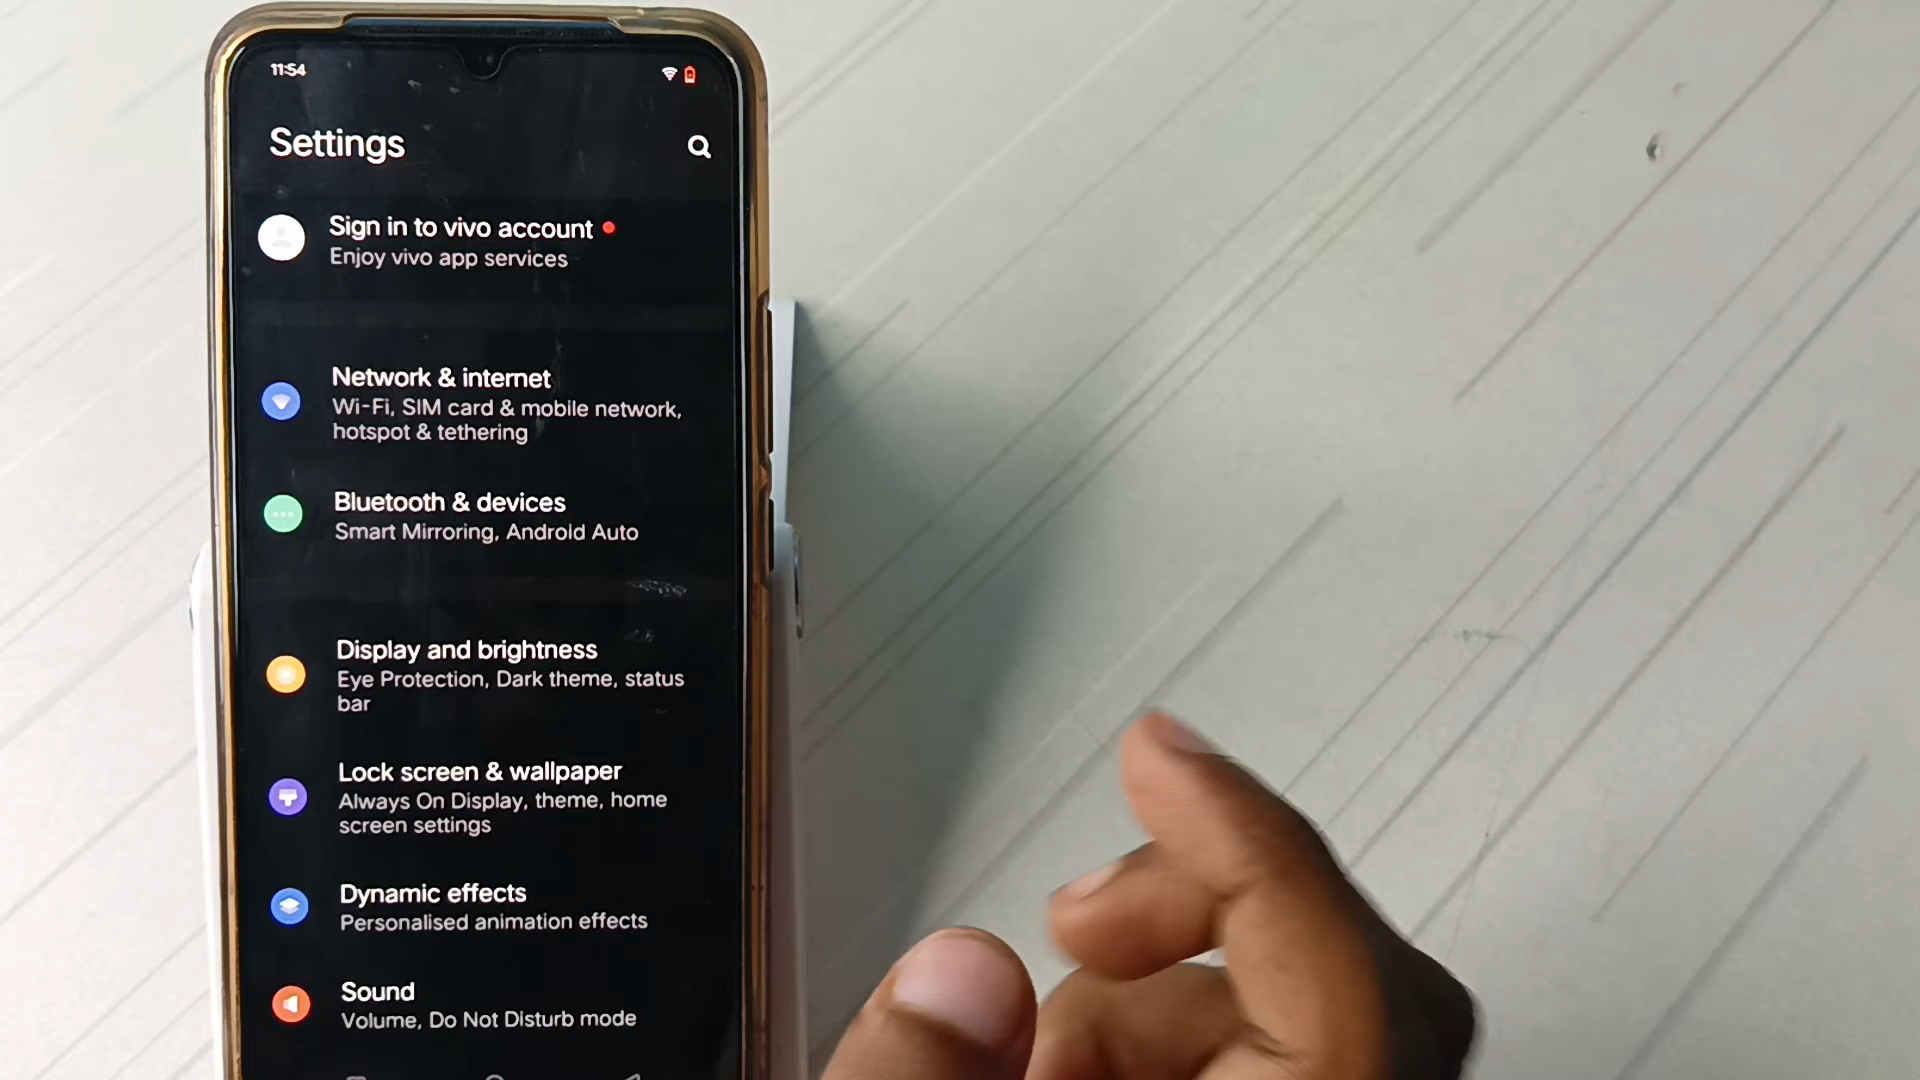 11:54
Settings
Sign in to vivo account
Enjoy vivo app services
Network & internet
Wi-Fi, SIM card & mobile network,
hotspot & tethering
Bluetooth & devices
Smart Mirroring, Android Auto
Display and brightness
Eye Protection, Dark theme, status
bar
Lock screen & wallpaper
Always On Display, theme, home
screen settings
Dynamic effects
Personalised animation effects
Sound
Volume, Do Not Disturb mode